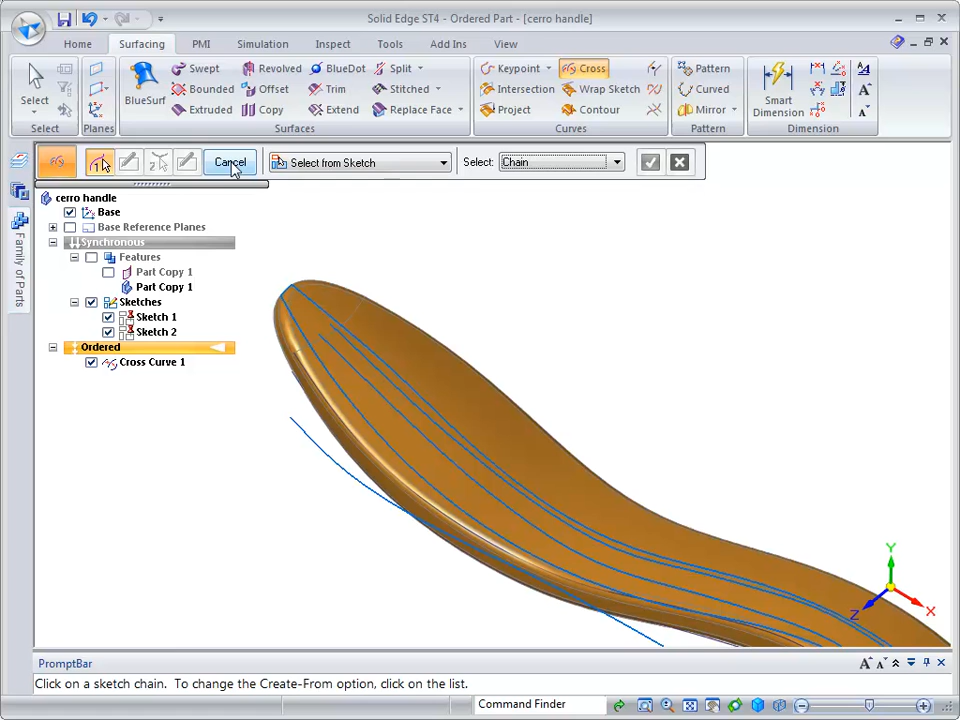 Solid Edge ST4 - Ordered Part - [cerro handle]
Home Surfacing PMI Simulation Inspect Tools Add Ins View
Swept Revolved BlueDot Split Keypoint Cross Pattern
Select BlueSurf Bounded Offset Trim Stitched Intersection Wrap Sketch Curved Smart Dimension
Extruded Copy Extend Replace Face Project Contour Mirror
Select Planes Surfaces Curves Pattern Dimension
Cancel Select from Sketch Select: Chain
cerro handle
Base
Base Reference Planes
Synchronous
Features
Part Copy 1
Part Copy 1
Sketches
Sketch 1
Sketch 2
Ordered
Cross Curve 1
Family of Parts
Y
X
Z
PromptBar
Click on a sketch chain. To change the Create-From option, click on the list.
Command Finder